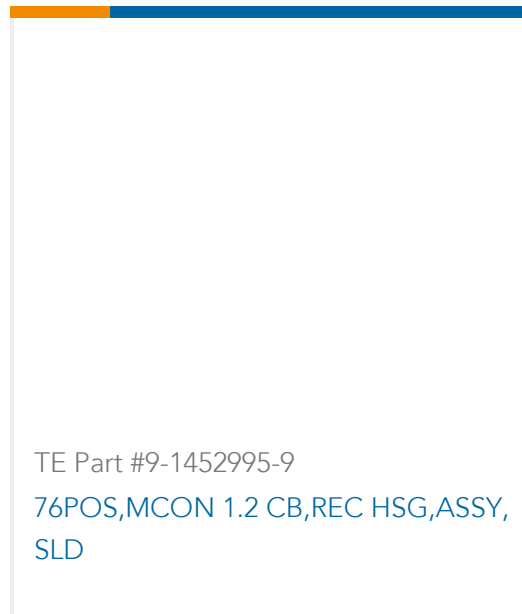 TE Part #9-1452995-9
76POS,MCON 1.2 CB,REC HSG,ASSY,
SLD